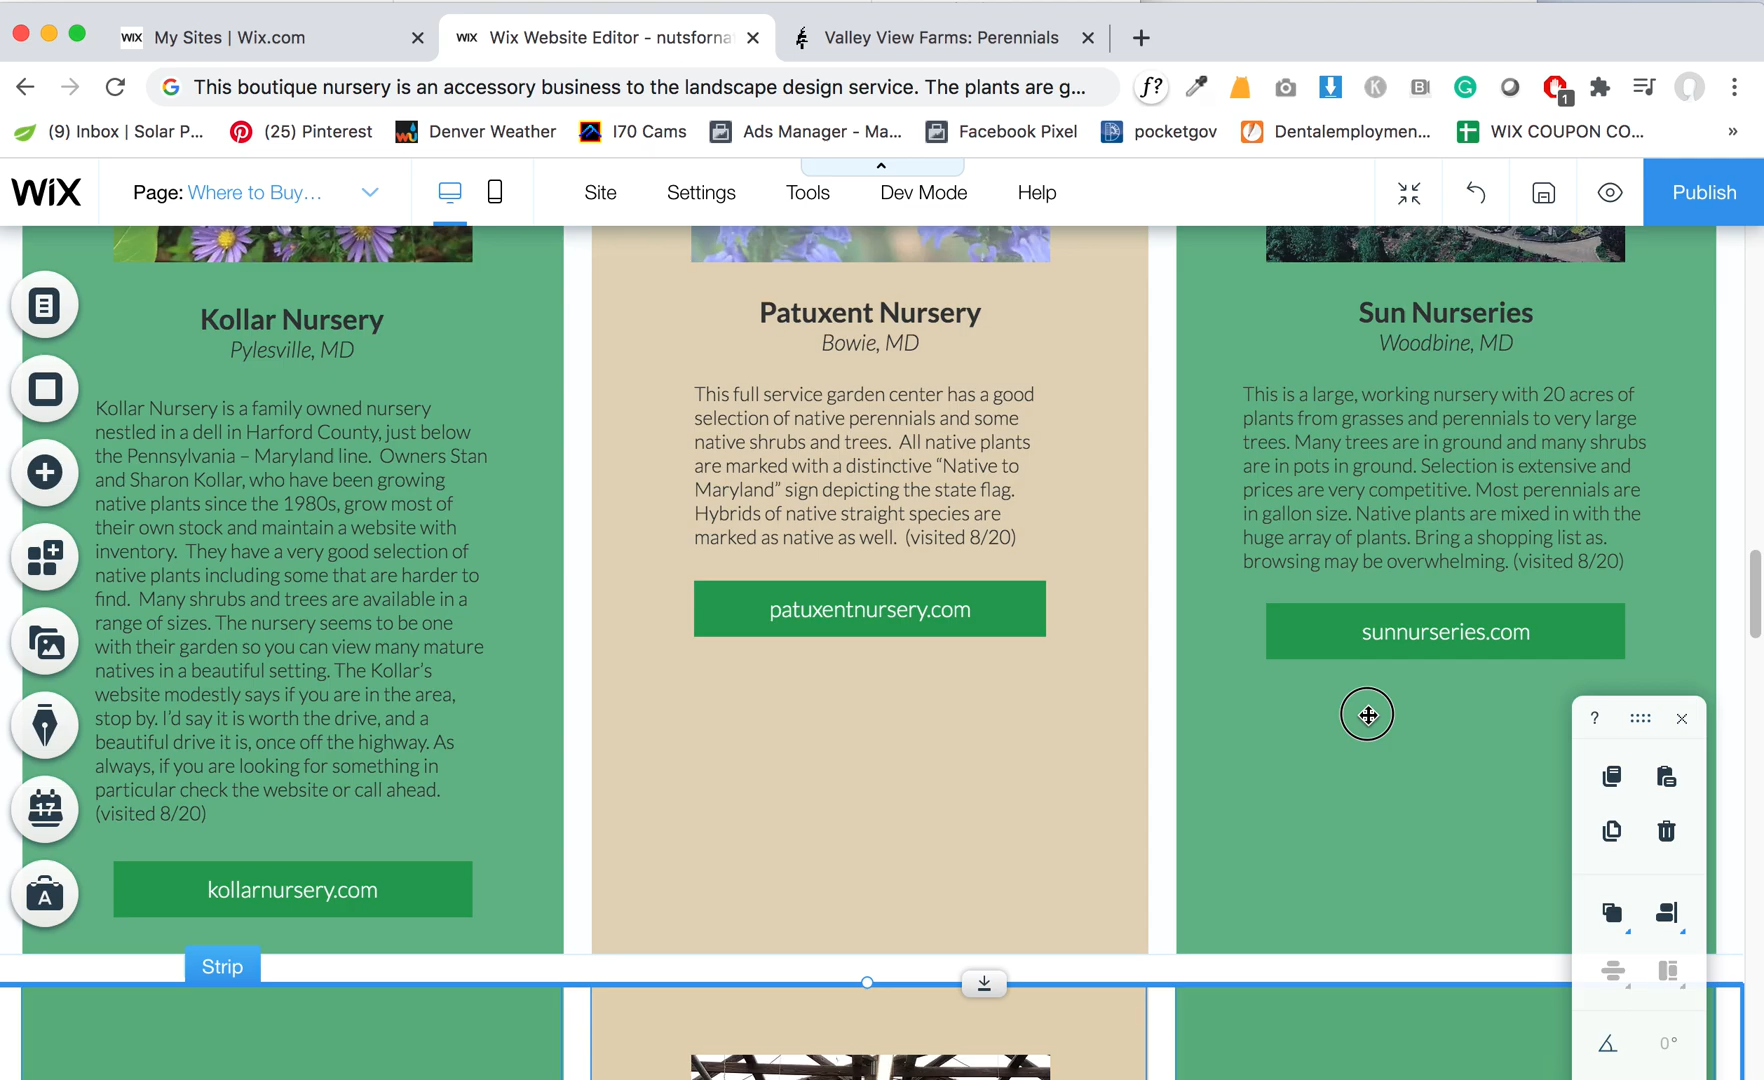 WIX My Sites | Wix.com
WIX Wix Website Editor - nutsforna
Valley View Farms: Perennials
This boutique nursery is an accessory business to the landscape design service. The plants are g...
f?
1
(9) Inbox | Solar P...
(25) Pinterest
Denver Weather
I70 Cams
Ads Manager - Ma...
Facebook Pixel
pocketgov
Dentalemploymen...
WIX COUPON CO...
»
WiX
Page: Where to Buy...
Site
Settings
Tools
Dev Mode
Help
Publish
Kollar Nursery
Pylesville, MD
Kollar Nursery is a family owned nursery
nestled in a dell in Harford County, just below
the Pennsylvania – Maryland line.  Owners Stan
and Sharon Kollar, who have been growing
native plants since the 1980s, grow most of
their own stock and maintain a website with
inventory.  They have a very good selection of
native plants including some that are harder to
find.  Many shrubs and trees are available in a
range of sizes. The nursery seems to be one
with their garden so you can view many mature
natives in a beautiful setting. The Kollar's
website modestly says if you are in the area,
stop by. I'd say it is worth the drive, and a
beautiful drive it is, once off the highway. As
always, if you are looking for something in
particular check the website or call ahead.
(visited 8/20)
kollarnursery.com
Patuxent Nursery
Bowie, MD
This full service garden center has a good
selection of native perennials and some
native shrubs and trees.  All native plants
are marked with a distinctive “Native to
Maryland” sign depicting the state flag.
Hybrids of native straight species are
marked as native as well.  (visited 8/20)
patuxentnursery.com
Sun Nurseries
Woodbine, MD
This is a large, working nursery with 20 acres of
plants from grasses and perennials to very large
trees. Many trees are in ground and many shrubs
are in pots in ground. Selection is extensive and
prices are very competitive. Most perennials are
in gallon size. Native plants are mixed in with the
huge array of plants. Bring a shopping list as.
browsing may be overwhelming. (visited 8/20)
sunnurseries.com
17
A
Strip
?
0°